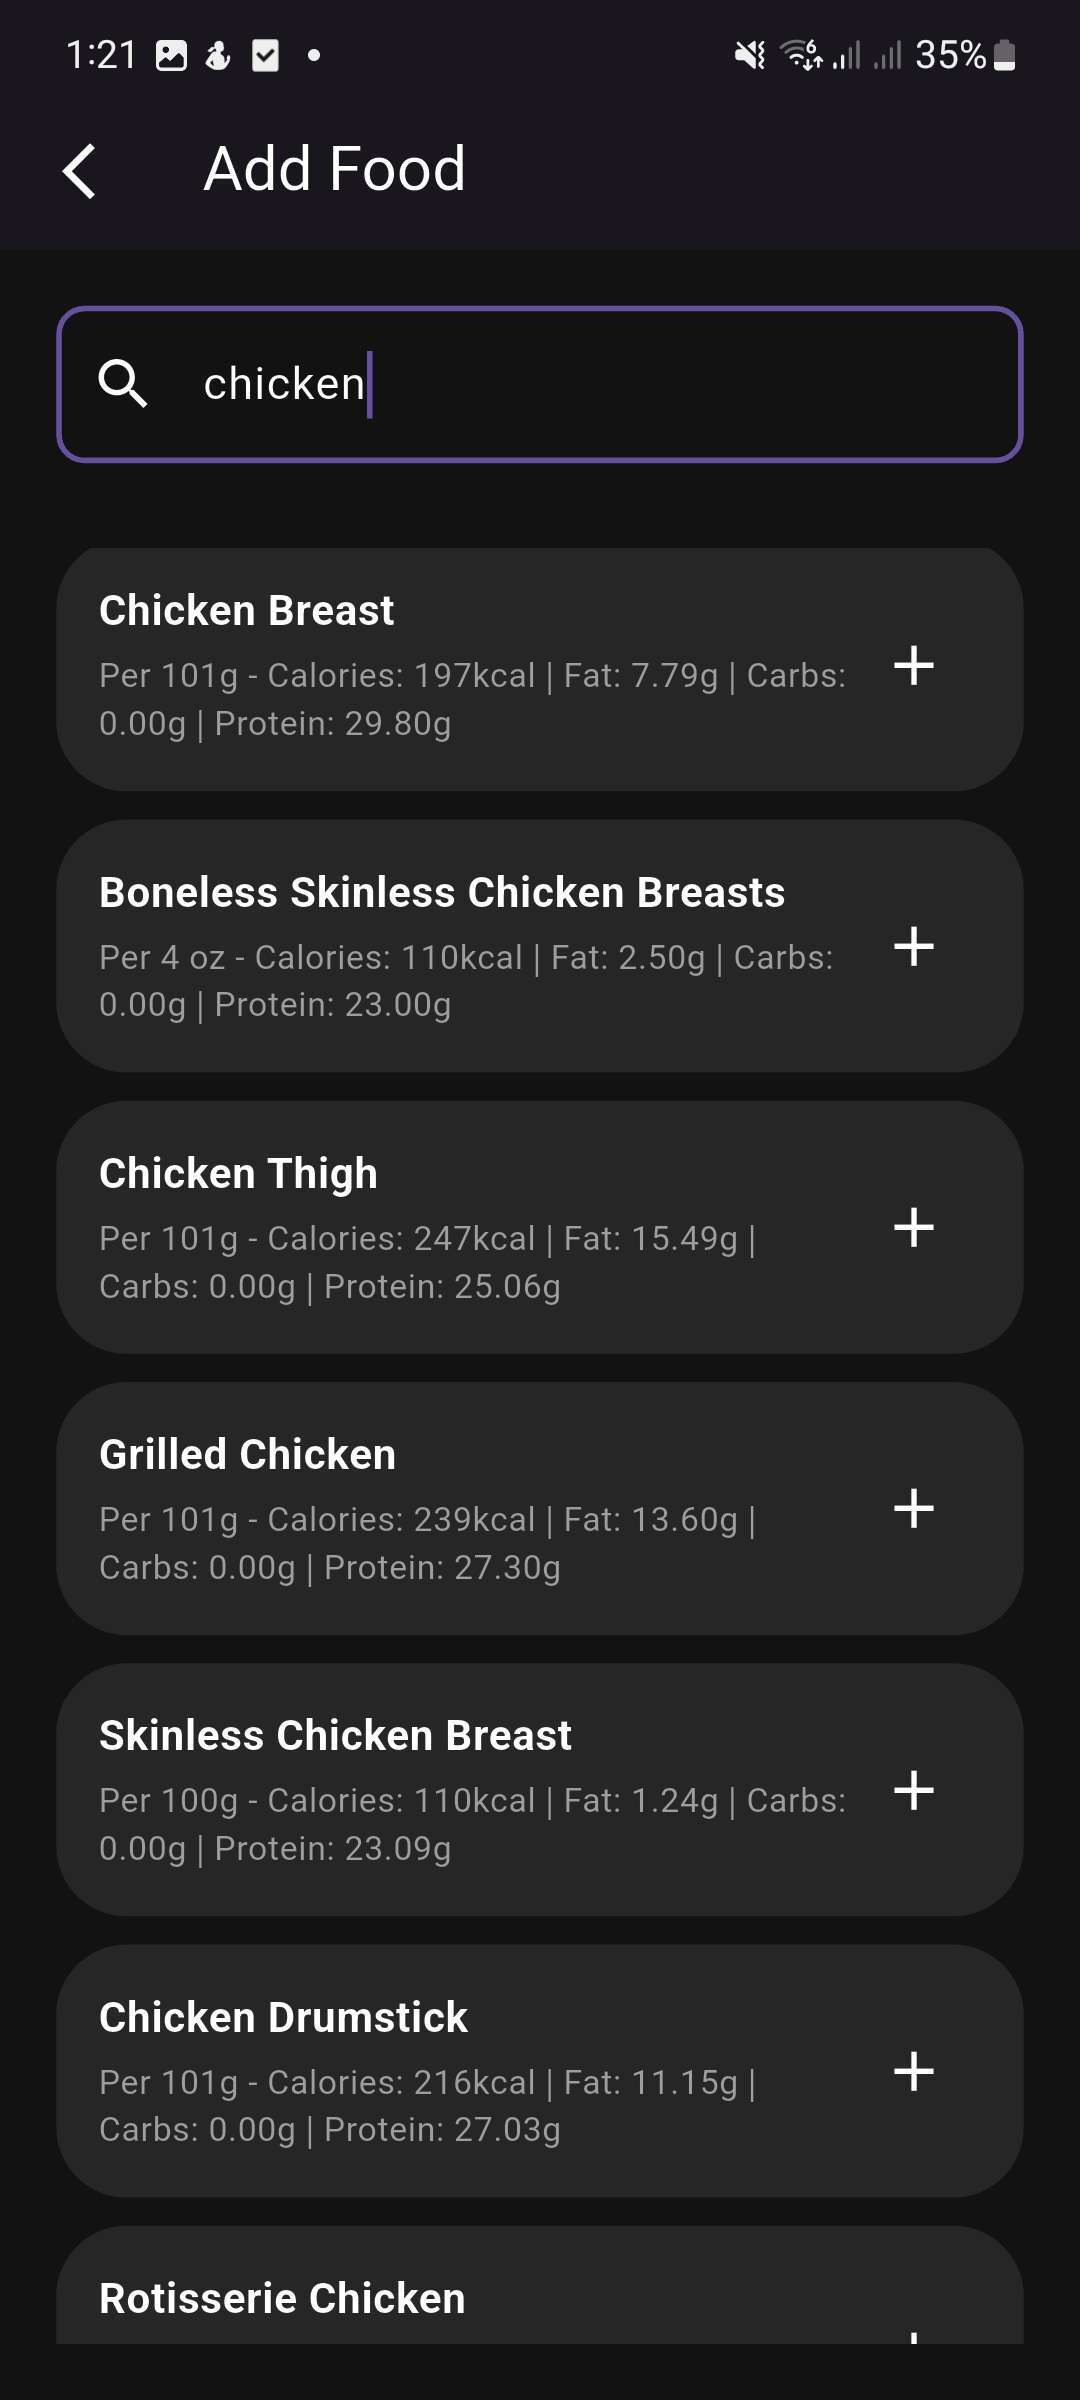 1:21
6
35%
Add Food
chicken
Chicken Breast
Per 101g - Calories: 197kcal | Fat: 7.79g | Carbs:
0.00g | Protein: 29.80g
Boneless Skinless Chicken Breasts
Per 4 oz - Calories: 110kcal | Fat: 2.50g | Carbs:
0.00g | Protein: 23.00g
Chicken Thigh
Per 101g - Calories: 247kcal | Fat: 15.49g |
Carbs: 0.00g | Protein: 25.06g
Grilled Chicken
Per 101g - Calories: 239kcal | Fat: 13.60g |
Carbs: 0.00g | Protein: 27.30g
Skinless Chicken Breast
Per 100g - Calories: 110kcal | Fat: 1.24g | Carbs:
0.00g | Protein: 23.09g
Chicken Drumstick
Per 101g - Calories: 216kcal | Fat: 11.15g |
Carbs: 0.00g | Protein: 27.03g
Rotisserie Chicken